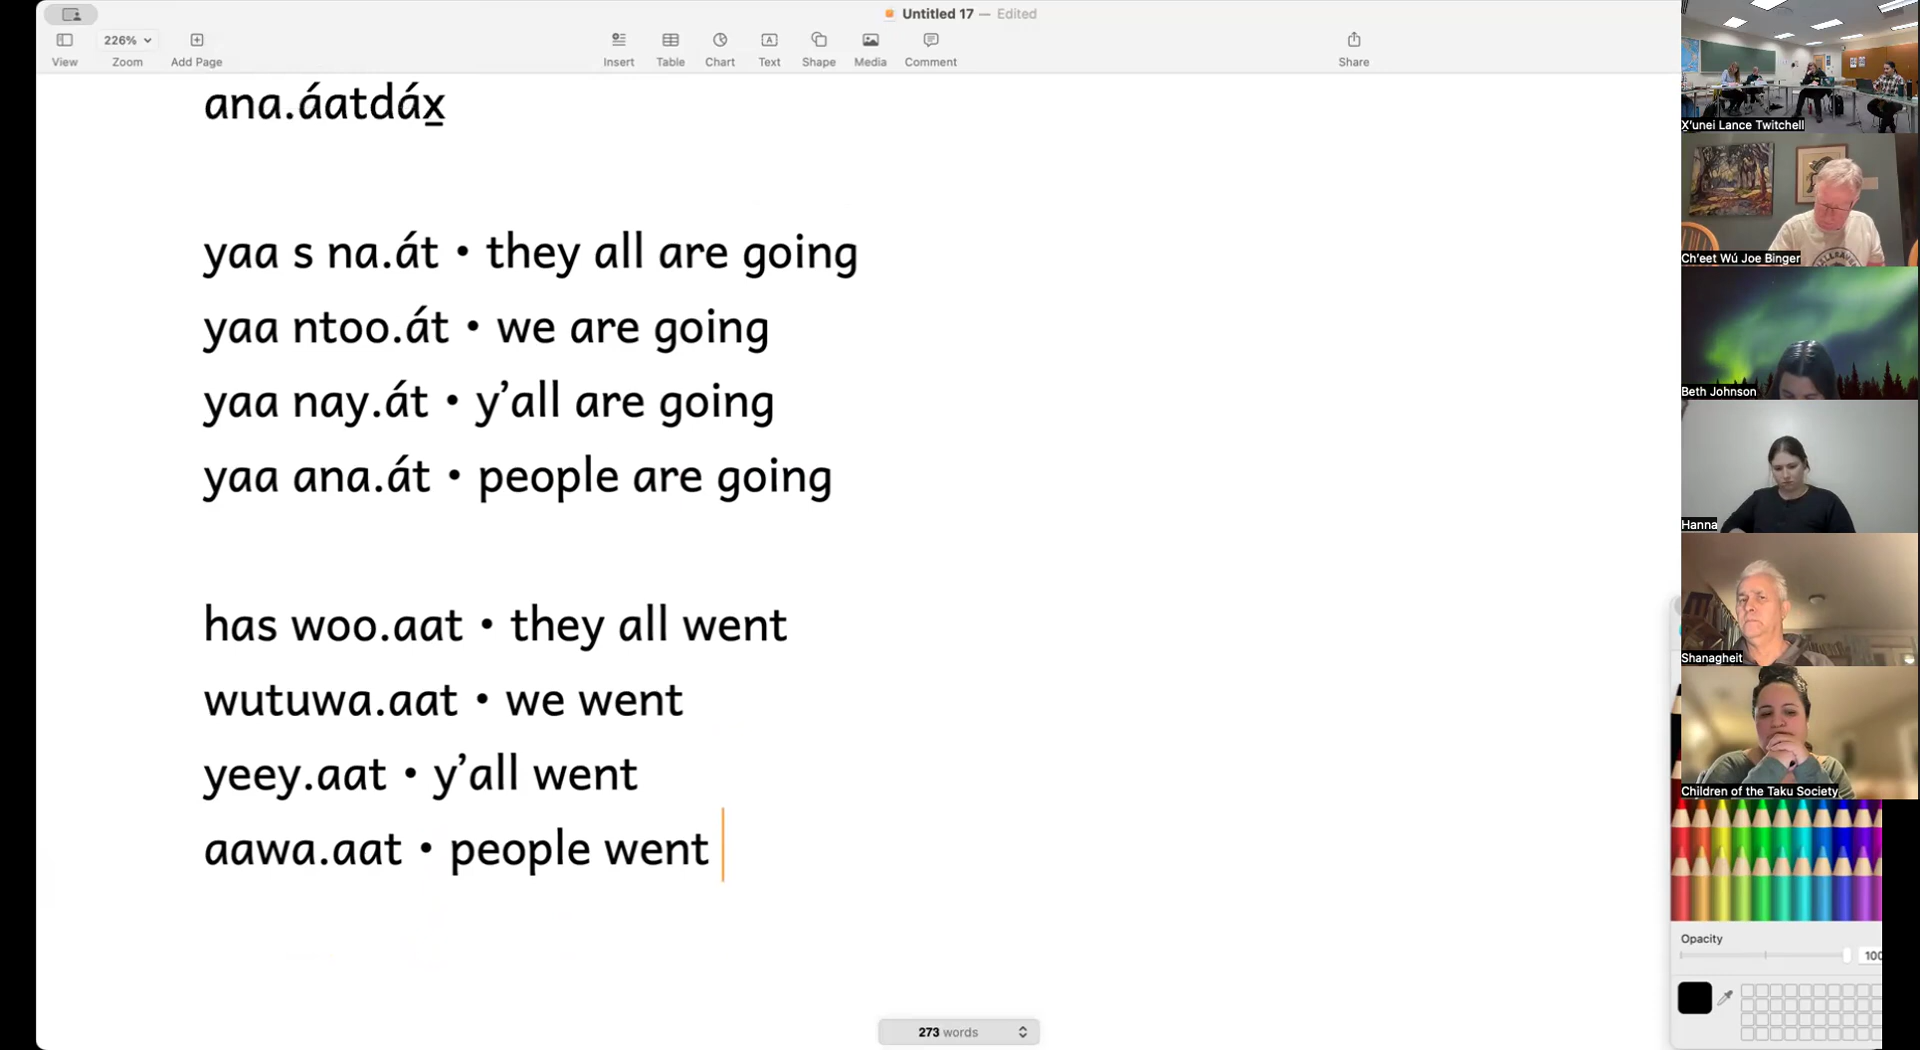 Untitled 17 — Edited
226%
View Zoom Add Page Insert Table Chart Text Shape Media Comment Share
ana.áatdáx̲
yaa s na.át • they all are going
yaa ntoo.át • we are going
yaa nay.át • y’all are going
yaa ana.át • people are going
has woo.aat • they all went
wutuwa.aat • we went
yeey.aat • y’all went
aawa.aat • people went
273 words
X̱ʼunei Lance Twitchell
Chʼeet Wú Joe Binger
Beth Johnson
Hanna
Shanagheit
Children of the Taku Society
Opacity
100